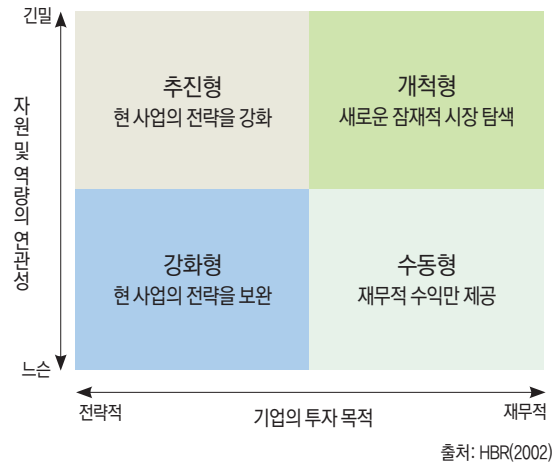 긴밀
자원 및 역량의 연관성
느슨
추진형
현 사업의 전략을 강화
개척형
새로운 잠재적 시장 탐색
강화형
현 사업의 전략을 보완
수동형
재무적 수익만 제공
전략적
기업의 투자 목적
재무적
출처: HBR(2002)